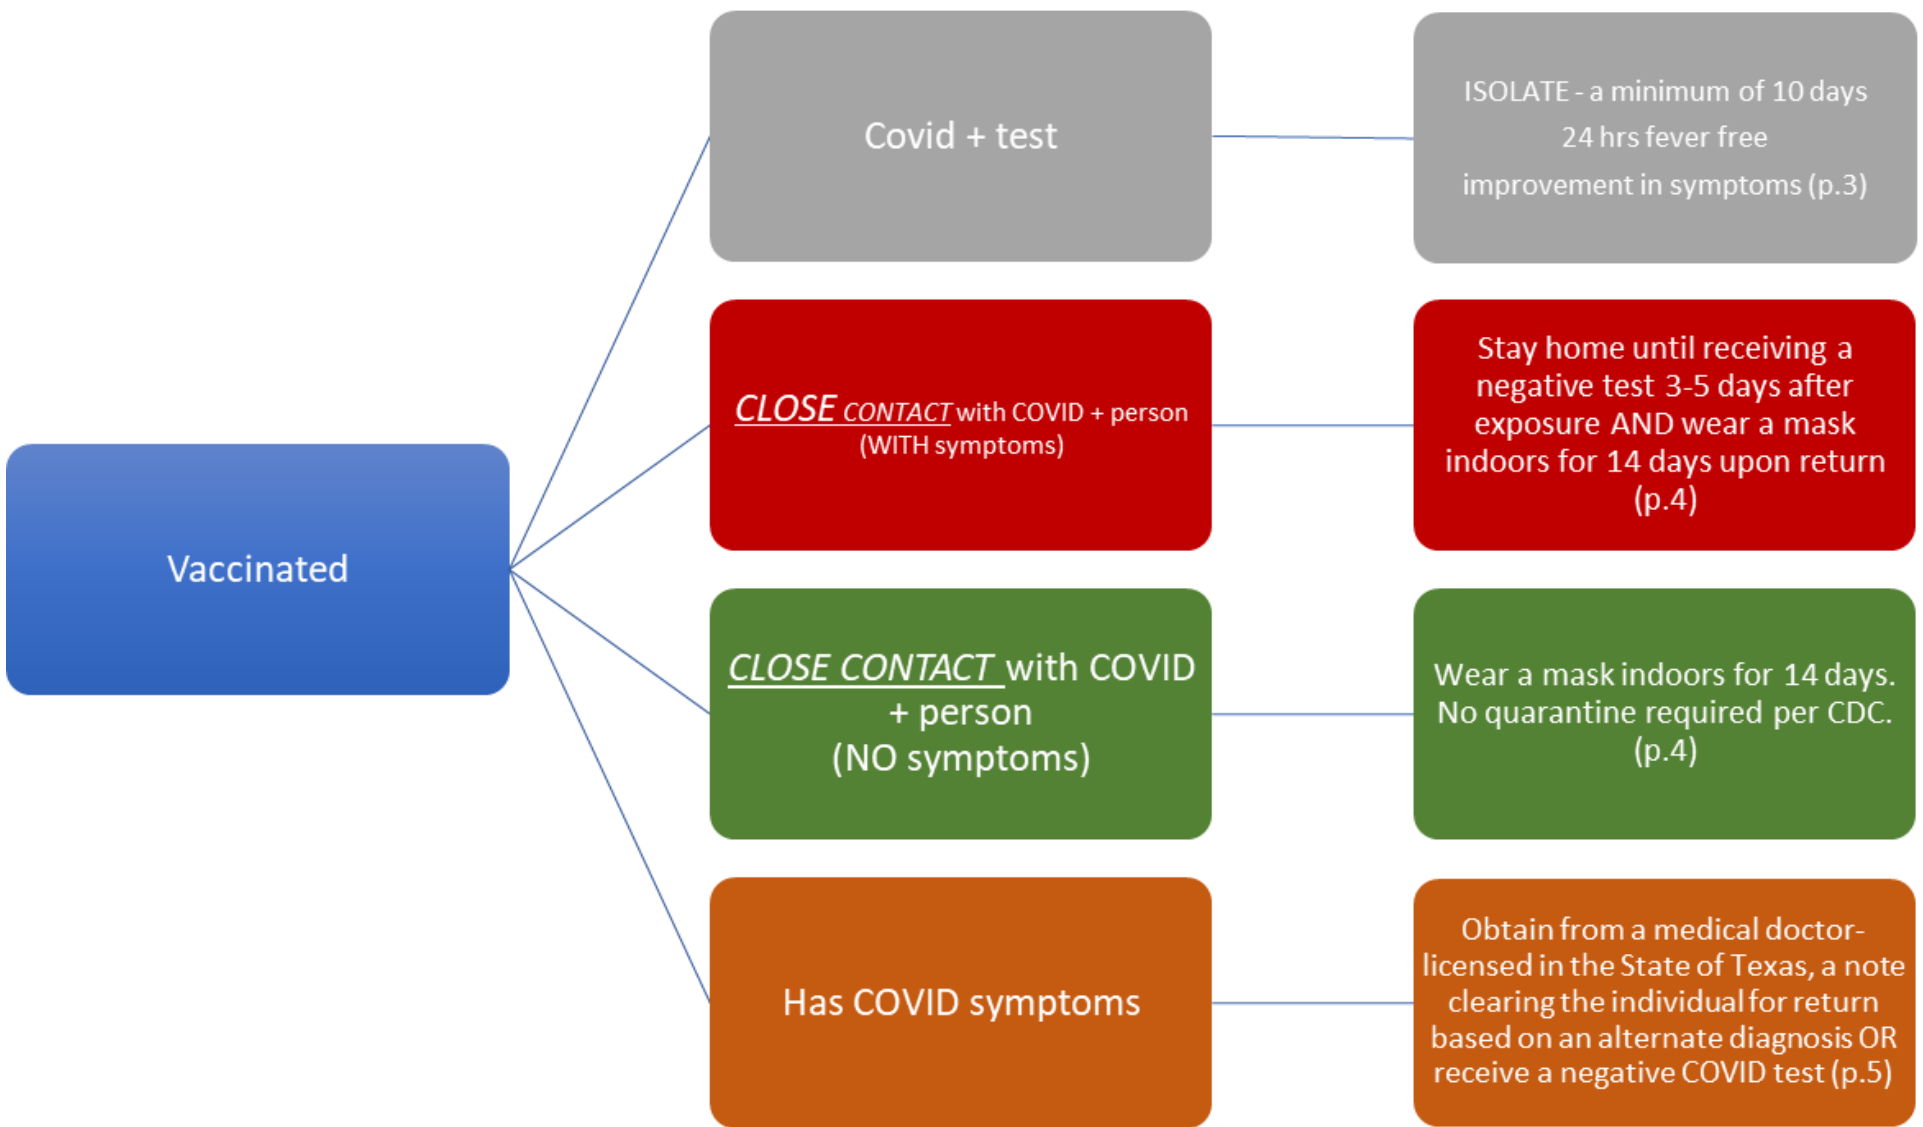 Vaccinated
Covid + test
ISOLATE - a minimum of 10 days
24 hrs fever free
improvement in symptoms (p.3)
CLOSE CONTACT with COVID + person
(WITH symptoms)
Stay home until receiving a
negative test 3-5 days after
exposure AND wear a mask
indoors for 14 days upon return
(p.4)
CLOSE CONTACT with COVID
+ person
(NO symptoms)
Wear a mask indoors for 14 days.
No quarantine required per CDC.
(p.4)
Has COVID symptoms
Obtain from a medical doctor-
licensed in the State of Texas, a note
clearing the individual for return
based on an alternate diagnosis OR
receive a negative COVID test (p.5)